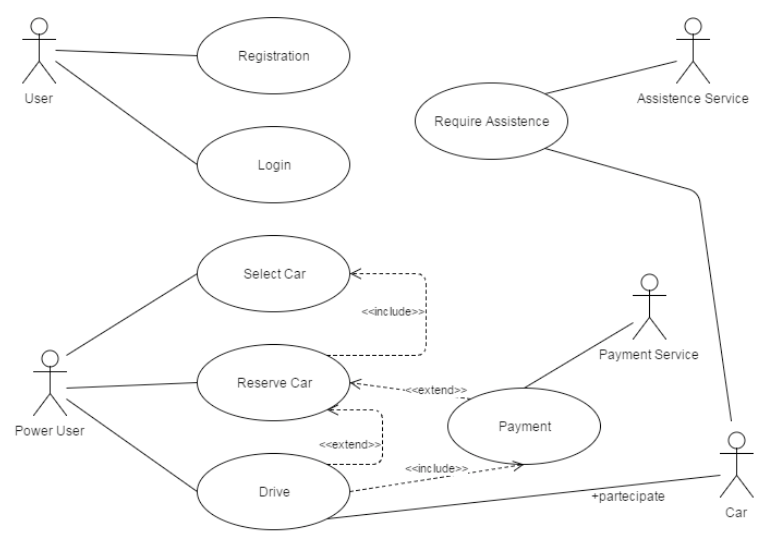 Registration
User
Assistence Service
Require Assistence
Login
Select Car
<<include>>
Payment Service
Reserve Car
<<extend>>
Power User
Payment
<<extend>>
<<include>>
Drive
+partecipate
Car